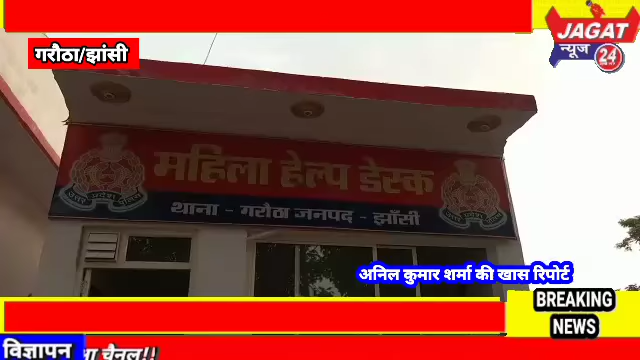 गरौठा/झांसी
JAGAT
न्यूज 24
महिला हेल्प डेस्क
थाना - गरौठा जनपद - झाँसी
अनिल कुमार शर्मा की खास रिपोर्ट
BREAKING
NEWS
विज्ञापन
चैनल!!